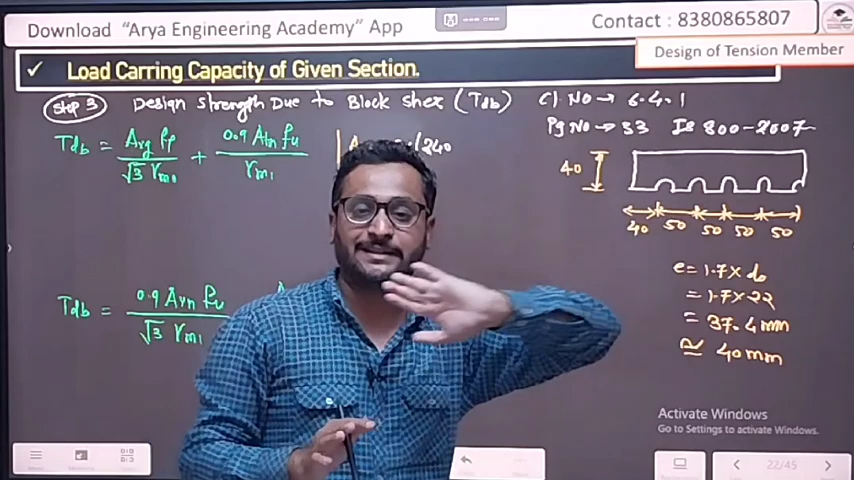 Download “Arya Engineering Academy” App
Contact : 8380865807
Design of Tension Member
✓ Load Carring Capacity of Given Section.
Step 3 Design Strength Due to Block Shear (Tdb) Cl. NO → 6.4.1
Pg NO → 33 IS 800-2007
Tdb = Avg fy / √3 γm0 + 0.9 Atn fu / γm1
240
40
40 50 50 50 50
e = 1.7 x do
= 1.7 x 22
= 37.4 mm
≅ 40 mm
Tdb = 0.9 Avn fu / √3 γm1
Activate Windows
Go to Settings to activate Windows.
22/45